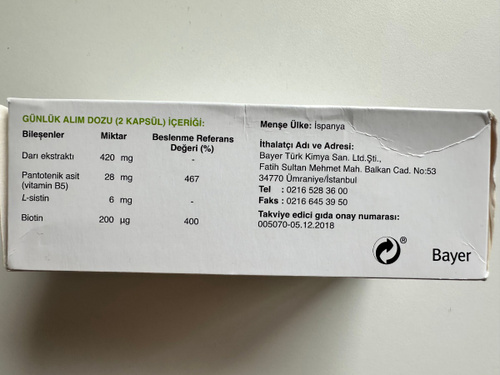 GÜNLÜK ALIM DOZU (2 KAPSÜL) İÇERİĞİ:
Bileşenler Miktar Beslenme Referans
Değeri (%)
Darı ekstraktı 420 mg -
Pantotenik asit 28 mg 467
(vitamin B5)
L-sistin 6 mg -
Biotin 200 µg 400
Menşe Ülke: İspanya
İthalatçı Adı ve Adresi:
Bayer Türk Kimya San. Ltd.Şti.,
Fatih Sultan Mehmet Mah. Balkan Cad. No:53
34770 Ümraniye/İstanbul
Tel : 0216 528 36 00
Faks : 0216 645 39 50
Takviye edici gıda onay numarası:
005070-05.12.2018
®
Bayer